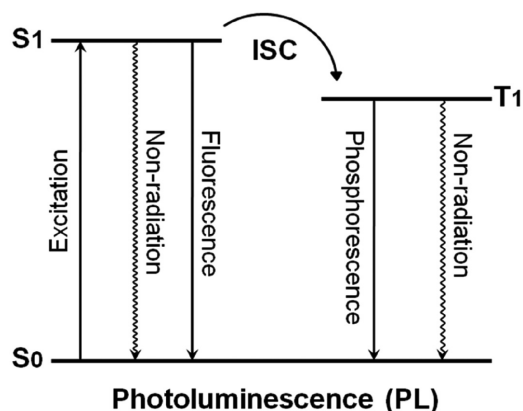 S1
ISC
T1
Excitation
Non-radiation
Fluorescence
Phosphorescence
Non-radiation
S0
Photoluminescence (PL)